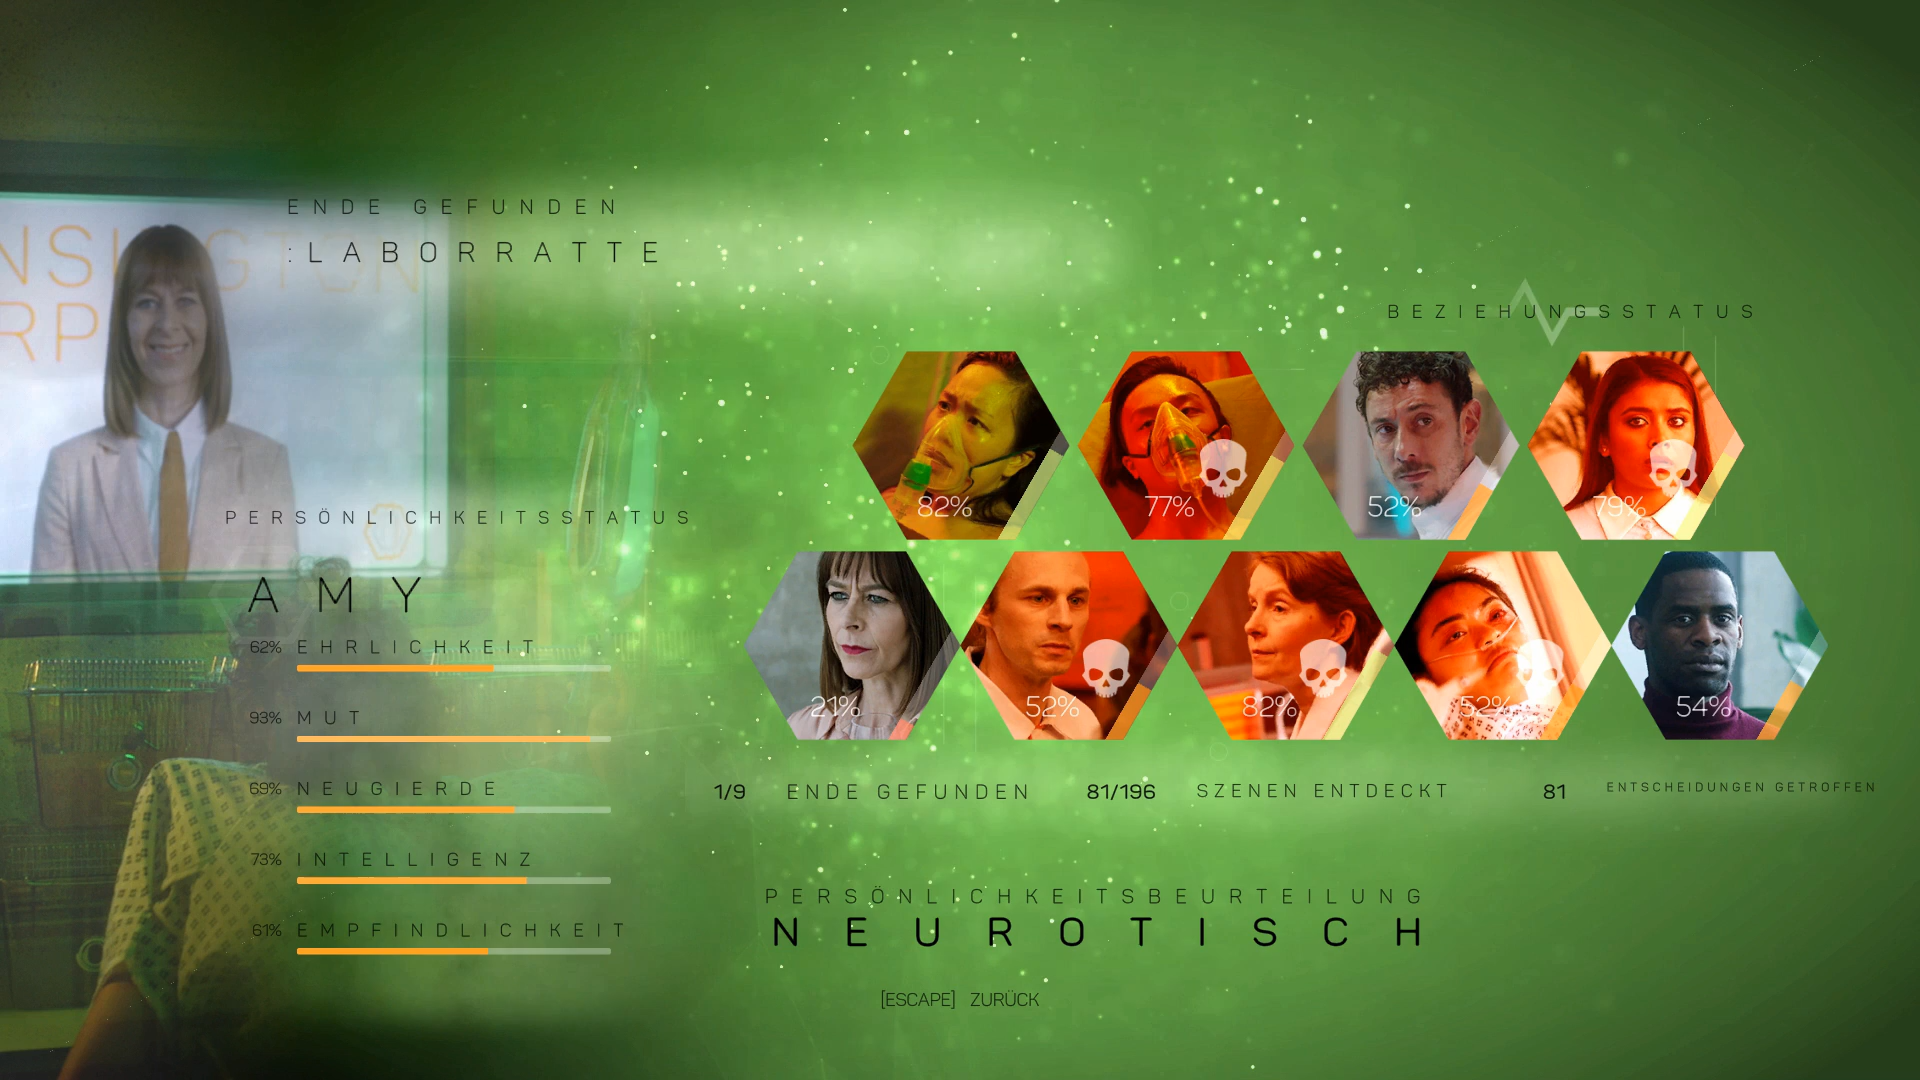 ENDE GEFUNDEN
:LABORRATTE
BEZIEHUNGSSTATUS
82%
77%
52%
79%
PERSÖNLICHKEITSSTATUS
AMY
62% EHRLICHKEIT
93% MUT
69% NEUGIERDE
73% INTELLIGENZ
61% EMPFINDLICHKEIT
21%
52%
82%
52%
54%
1/9 ENDE GEFUNDEN
81/196 SZENEN ENTDECKT
81 ENTSCHEIDUNGEN GETROFFEN
PERSÖNLICHKEITSBEURTEILUNG
NEUROTISCH
[ESCAPE] ZURÜCK